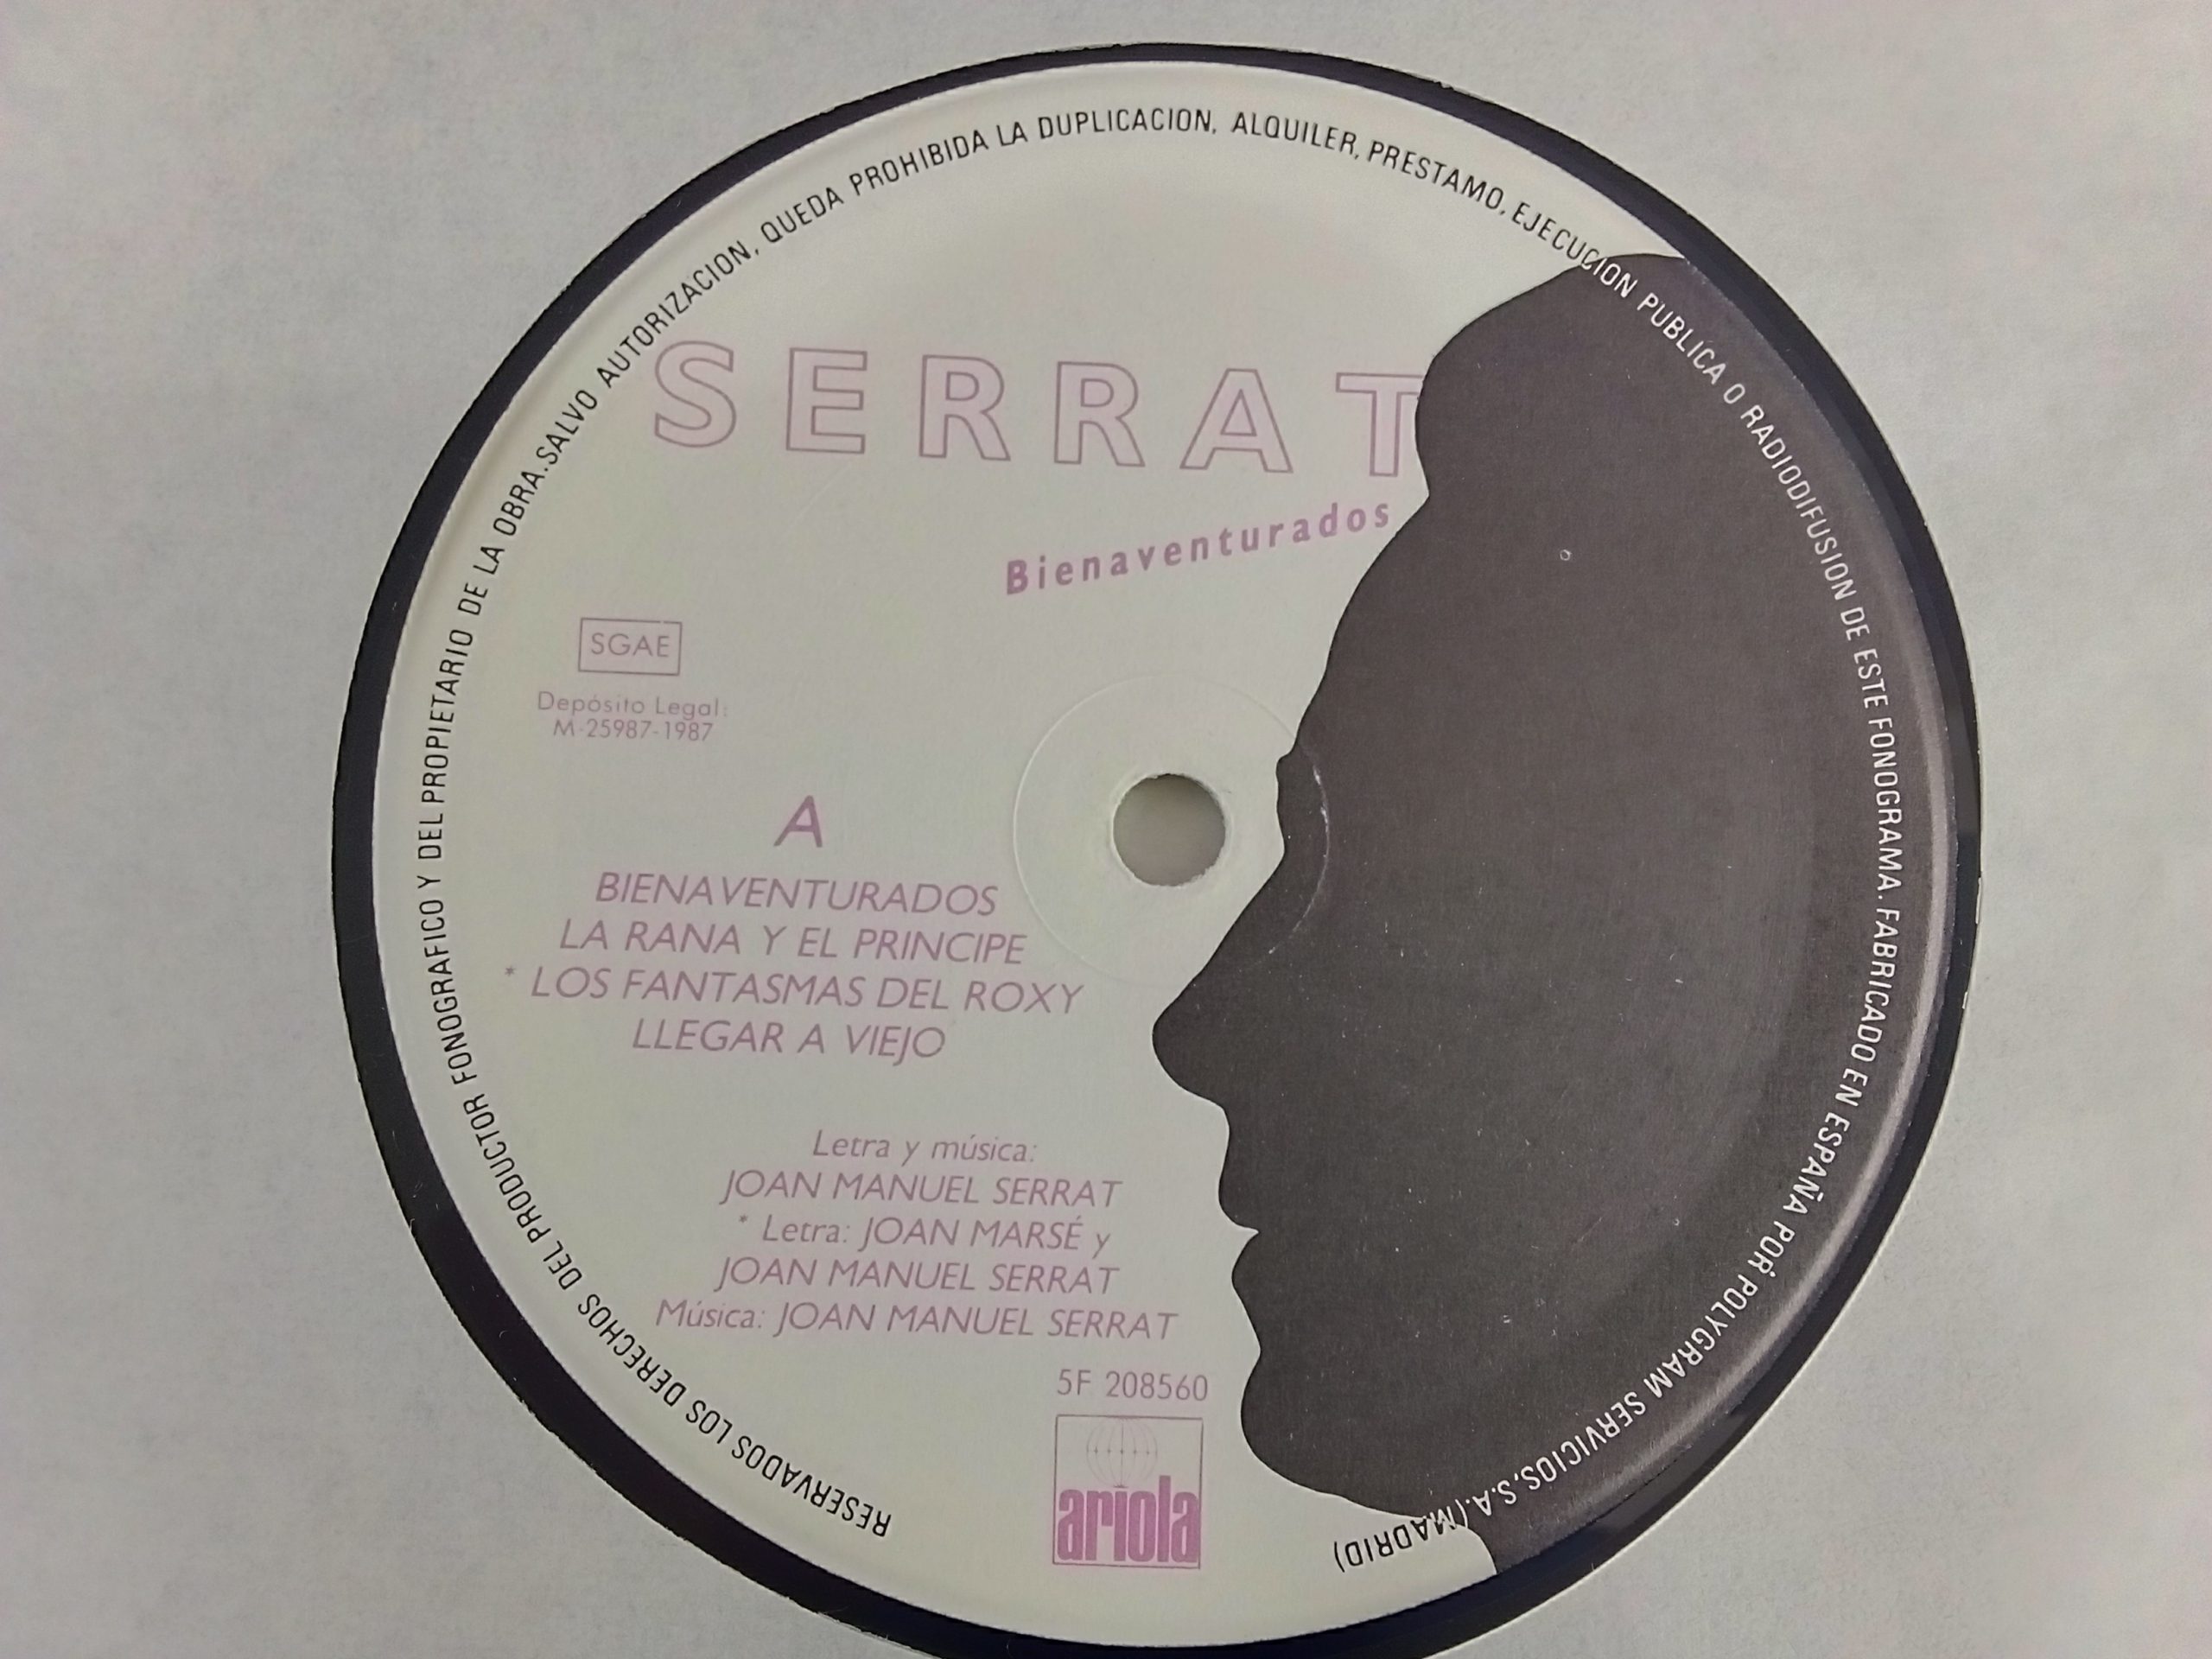 RESERVADOS LOS DERECHOS DEL PRODUCTOR FONOGRAFICO Y DEL PROPIETARIO DE LA OBRA. SALVO AUTORIZACION, QUEDA PROHIBIDA LA DUPLICACION, ALQUILER, PRESTAMO, EJECUCION PUBLICA O RADIODIFUSION DE ESTE FONOGRAMA. FABRICADO EN ESPAÑA POR POLYGRAM SERVICIOS, S.A. (MADRID)
SERRAT
Bienaventurados
SGAE
Depósito Legal:
M-25987-1987
A
BIENAVENTURADOS
LA RANA Y EL PRINCIPE
* LOS FANTASMAS DEL ROXY
LLEGAR A VIEJO
Letra y música:
JOAN MANUEL SERRAT
* Letra: JOAN MARSÉ y
JOAN MANUEL SERRAT
Música: JOAN MANUEL SERRAT
5F 208560
ariola